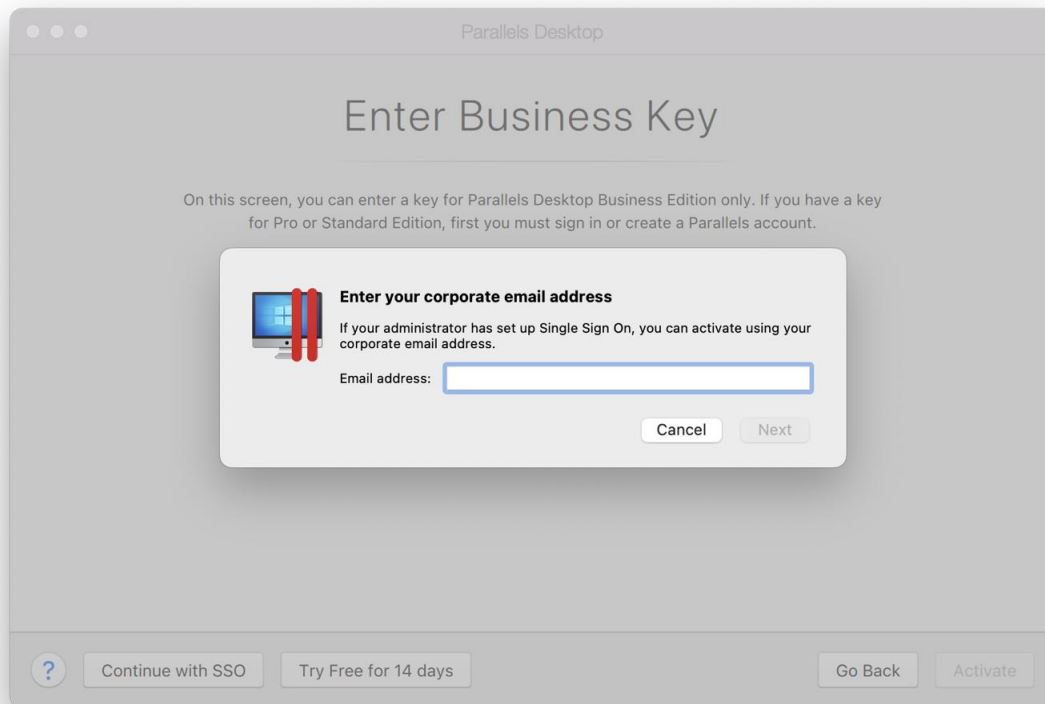 Parallels Desktop
Enter Business Key
On this screen, you can enter a key for Parallels Desktop Business Edition only. If you have a key
for Pro or Standard Edition, first you must sign in or create a Parallels account.
Enter your corporate email address
If your administrator has set up Single Sign On, you can activate using your
corporate email address.
Email address:
Cancel Next
? Continue with SSO Try Free for 14 days Go Back Activate